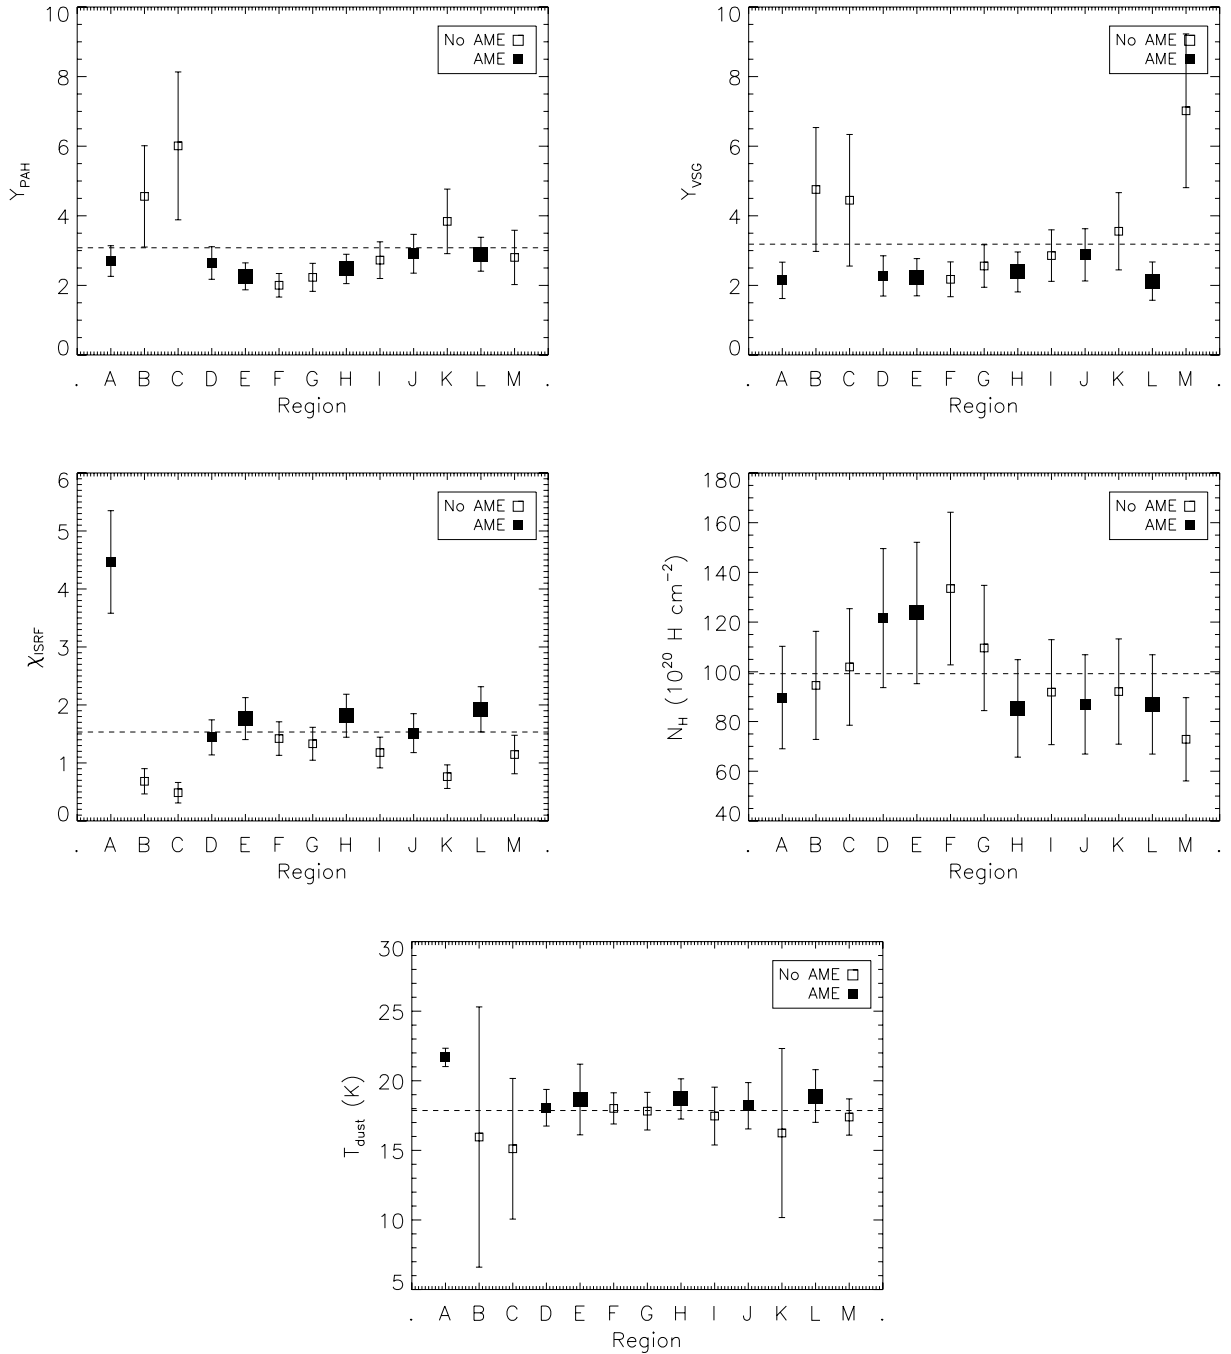 10
8
6
4
2
0
Y_PAH
No AME
AME
. A B C D E F G H I J K L M .
Region
10
8
6
4
2
0
Y_VSG
No AME
AME
. A B C D E F G H I J K L M .
Region
6
5
4
3
2
1
0
χ_ISRF
No AME
AME
. A B C D E F G H I J K L M .
Region
180
160
140
120
100
80
60
40
N_H (10^20 H cm^−2)
No AME
AME
. A B C D E F G H I J K L M .
Region
30
25
20
15
10
5
T_dust (K)
No AME
AME
. A B C D E F G H I J K L M .
Region